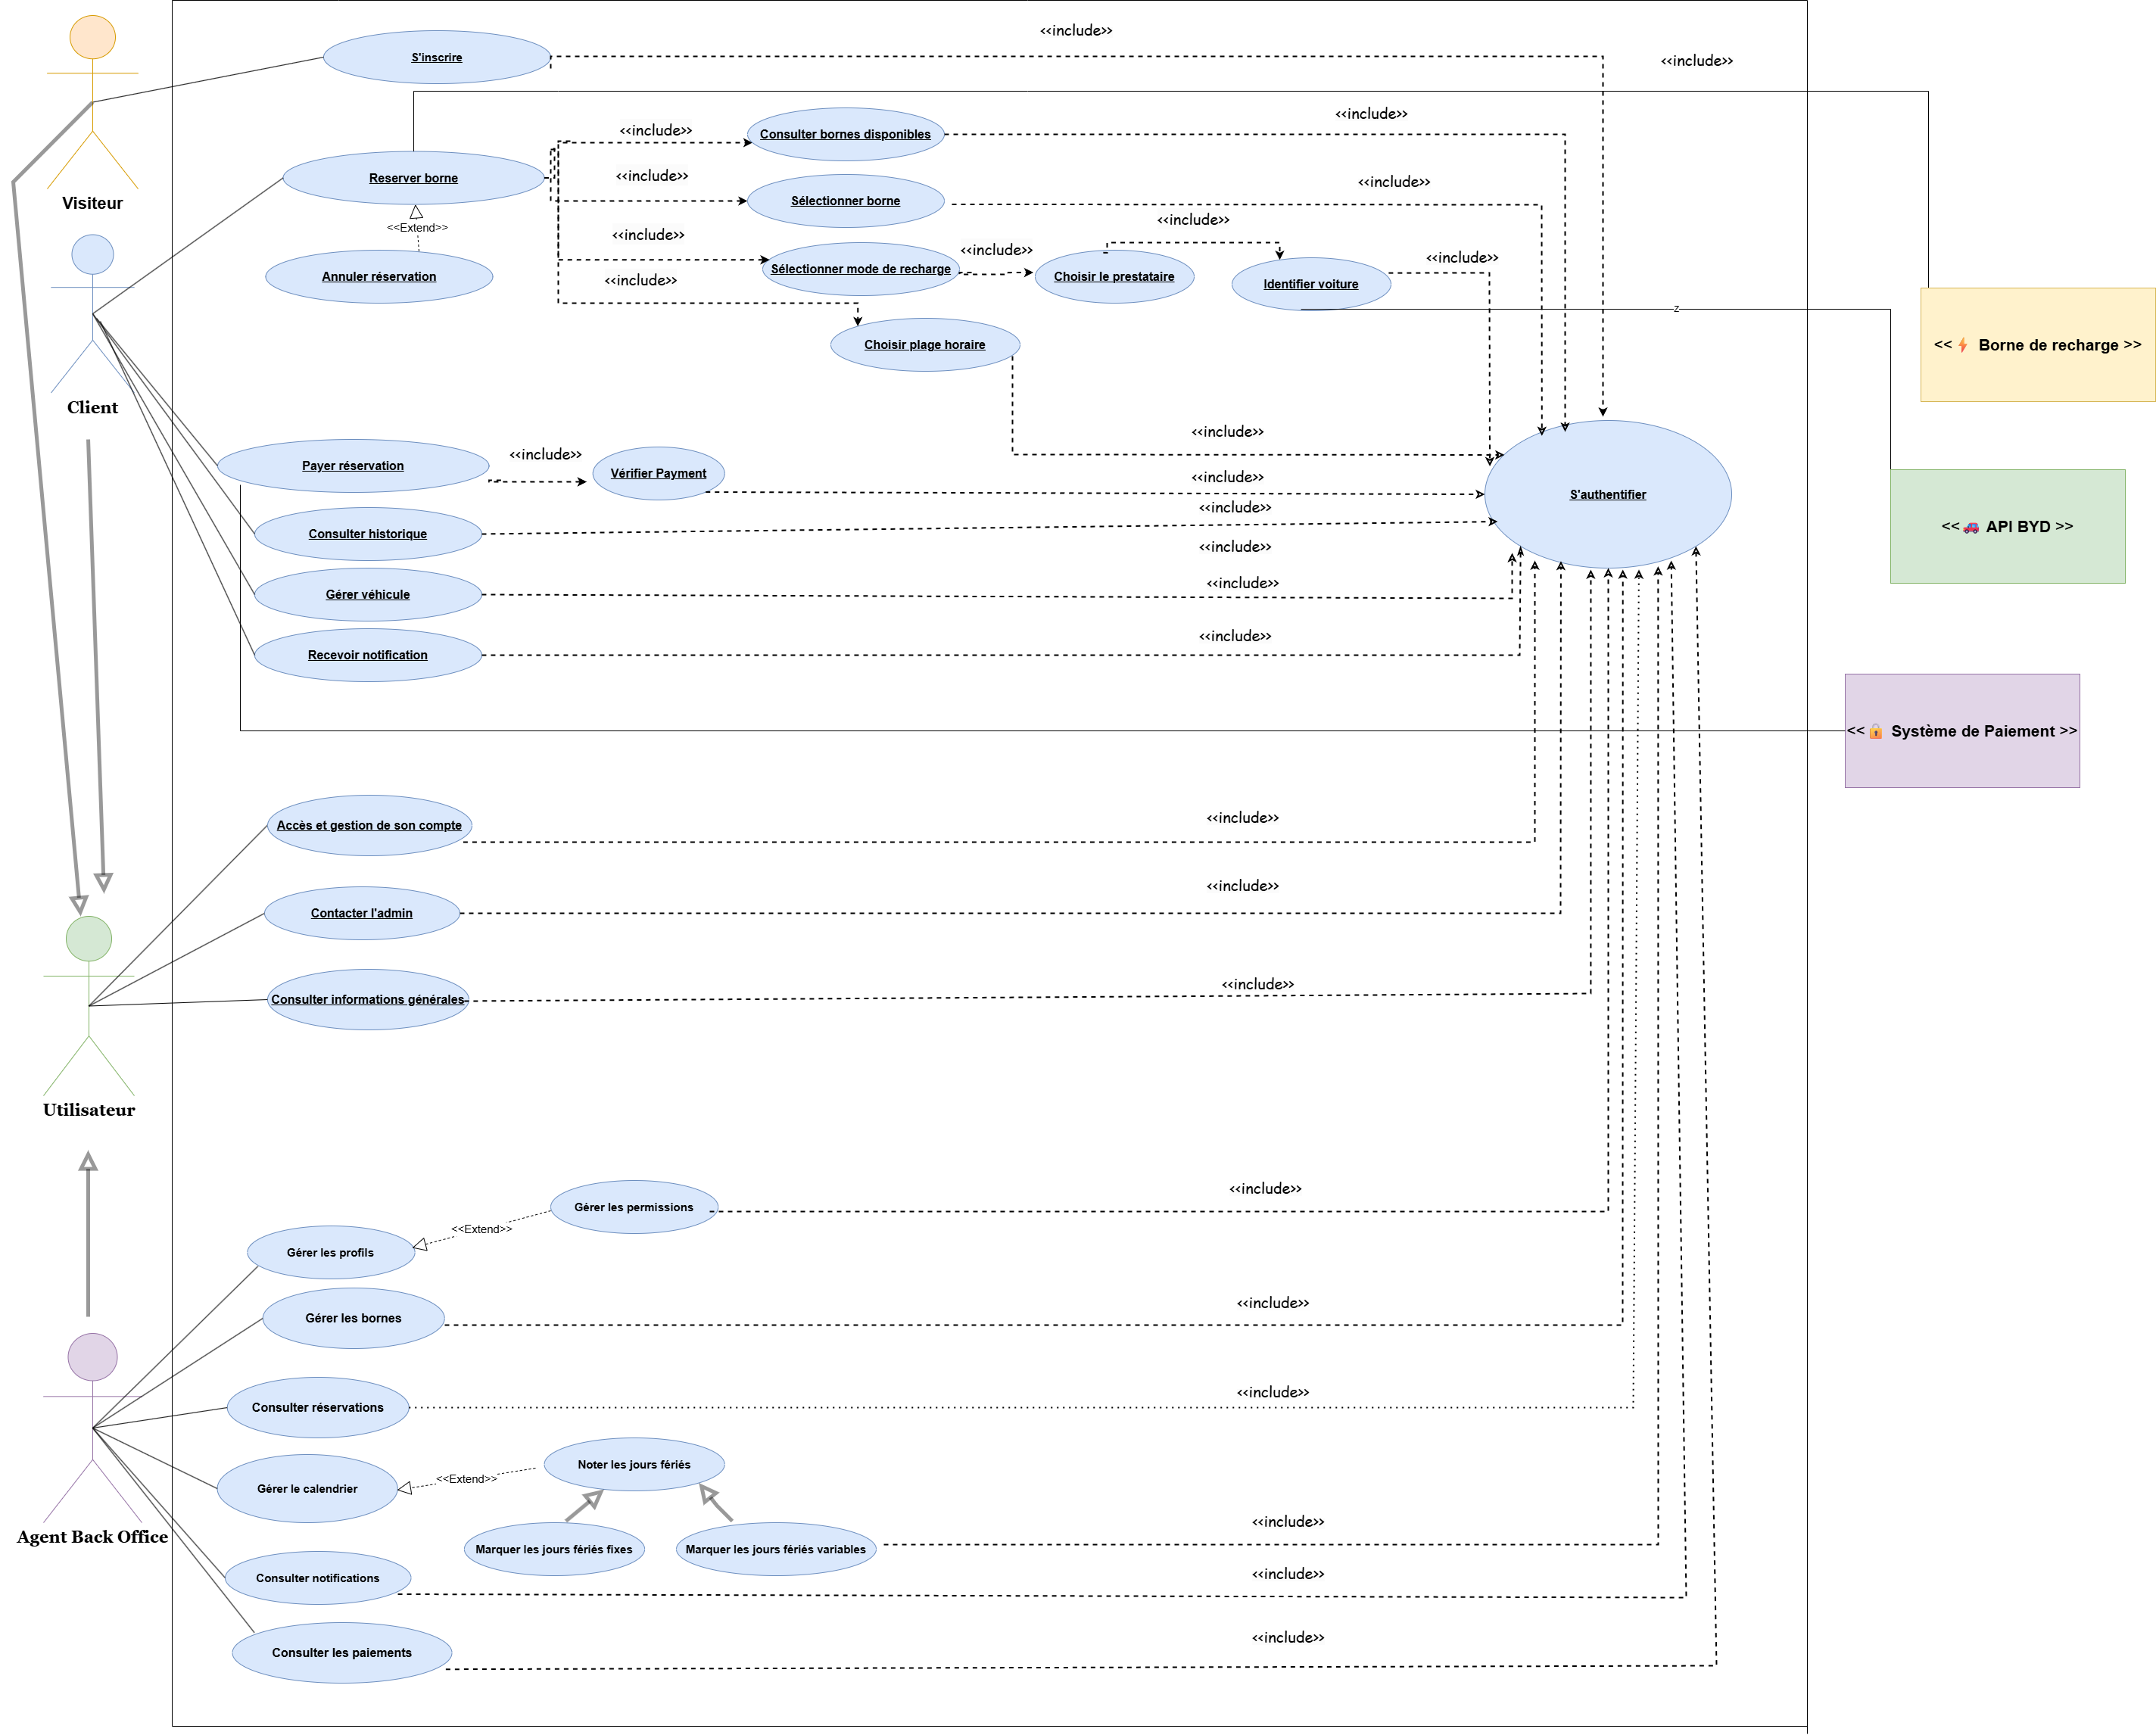 <<include>>
S'inscrire
<<include>>
Visiteur
<<include>>
Consulter bornes disponibles
<<include>>
Reserver borne
<<include>>
Sélectionner borne
<<include>>
<<Extend>>
<<include>>
<<include>>
Annuler réservation
<<include>>
Sélectionner mode de recharge
<<include>>
Choisir le prestataire
Identifier voiture
<<include>>
z
Choisir plage horaire
<< ⚡ Borne de recharge >>
Client
<<include>>
Payer réservation
<<include>>
Vérifier Payment
<<include>>
S'authentifier
<<include>>
Consulter historique
<< 🚙 API BYD >>
<<include>>
Gérer véhicule
<<include>>
Recevoir notification
<<include>>
<< 🔒 Système de Paiement >>
Accès et gestion de son compte
<<include>>
Contacter l'admin
<<include>>
Consulter informations générales
<<include>>
Utilisateur
Gérer les permissions
<<include>>
<<Extend>>
Gérer les profils
Gérer les bornes
<<include>>
Consulter réservations
<<include>>
Noter les jours fériés
<<Extend>>
Gérer le calendrier
Agent Back Office
Marquer les jours fériés fixes
Marquer les jours fériés variables
<<include>>
Consulter notifications
<<include>>
Consulter les paiements
<<include>>